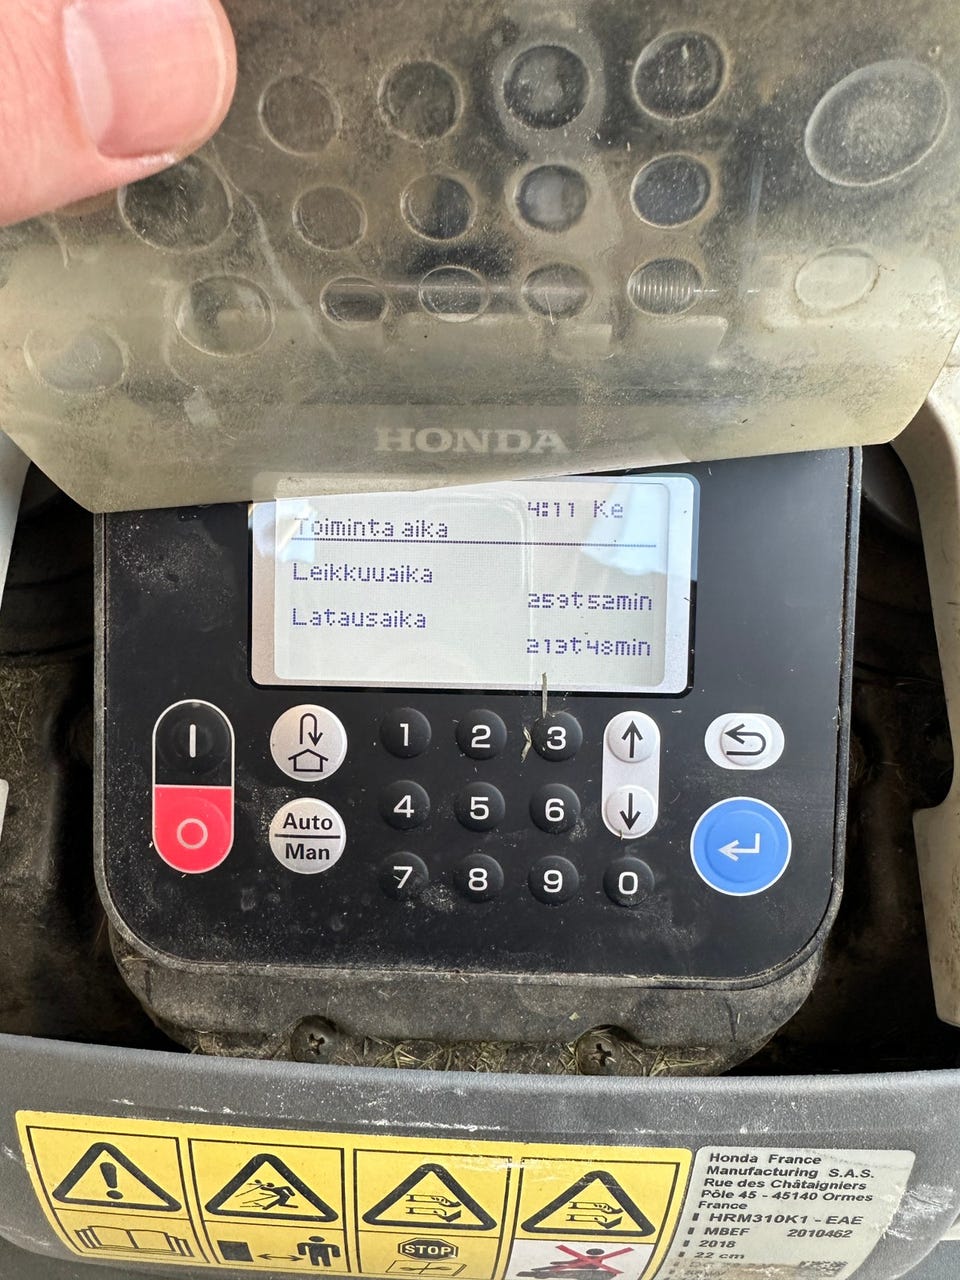 HONDA
4:11 Ke
Toiminta aika
Leikkuuaika
259t52min
Latausaika
213t48min
1 2 3
Auto
Man
4 5 6
7 8 9 0
STOP
Honda France
Manufacturing S.A.S.
Rue des Châtaigniers
Pôle 45 - 45140 Ormes
France
HRM310K1 - EAE
MBEF 2010462
2018
22 cm